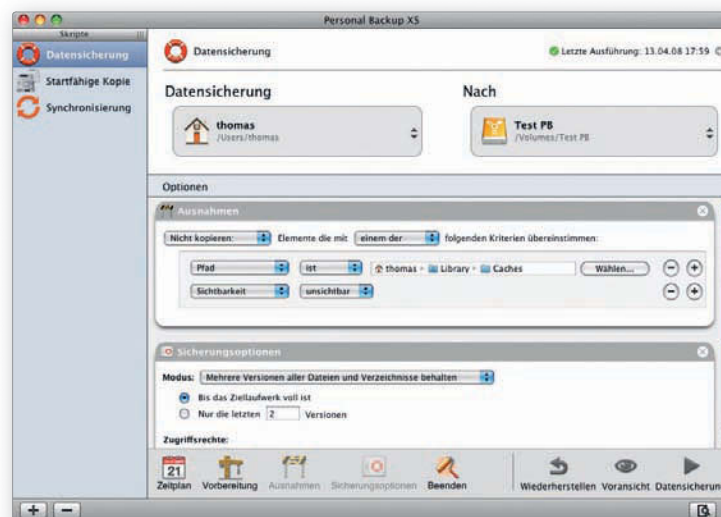 Personal Backup X5
Skripte
Datensicherung
Startfähige Kopie
Synchronisierung
Datensicherung
Letzte Ausführung: 13.04.08 17:59
Datensicherung
Nach
thomas
/Users/thomas
Test PB
/Volumes/Test PB
Optionen
Ausnahmen
Nicht kopieren: Elemente die mit einem der folgenden Kriterien übereinstimmen:
Pfad ist thomas Library Caches Wählen...
Sichtbarkeit unsichtbar
Sicherungsoptionen
Modus: Mehrere Versionen aller Dateien und Verzeichnisse behalten
Bis das Ziellaufwerk voll ist
Nur die letzten 2 Versionen
Zugriffsrechte:
21
Zeitplan Vorbereitung Ausnahmen Sicherungsoptionen Beenden Wiederherstellen Voransicht Datensicherun